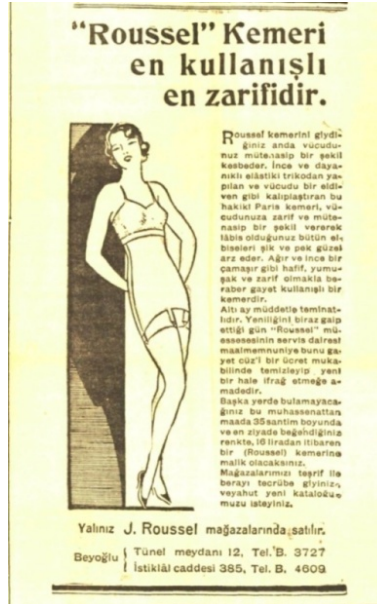 "Roussel" Kemeri
en kullanışlı
en zarifidir.
Roussel kemerini giydi-
ğiniz anda vücudu-
nuz mütenasip bir şekil
kesbeder. İnce ve daya-
nıklı elâstiki trikodan ya-
pılan ve vücudu bir eldi-
ven gibi kalıplaştıran bu
hakikî Paris kemeri, vü-
cudunuza zarif ve müte-
nasip bir şekil vererek
lâbis olduğunuz bütün el-
biseleri şık ve pek güzel
arz eder. Ağır ve ince bir
çamaşır gibi hafif, yumu-
şak ve zarif olmakla be-
raber gayet kullanışlı bir
kemerdir.
Altı ay müddetle teminat-
lıdır. Yeniliğini biraz gaip
ettiği gün "Roussel" mü-
essesesinin servis dairesi
maalmemnuniye bunu ga-
yet cüz'î bir ücret muka-
bilinde temizleyip yeni
bir hale ifrağ etmeğe a-
madedir.
Başka yerde bulamayaca-
ğınız bu muhassenattan
maada 35 santim boyunda
ve en ziyade beğendiğiniz
renkte, 16 liradan itibaren
bir (Roussel) kemerine
malik olacaksınız.
Mağazalarımızı teşrif ile
berayı tecrübe giyiniz,
veyahut yeni kataloğu-
muzu isteyiniz.
Yalınız J. Roussel mağazalarında satılır.
Beyoğlu { Tünel meydanı 12, Tel. B. 3727
İstiklâl caddesi 385, Tel. B. 4609